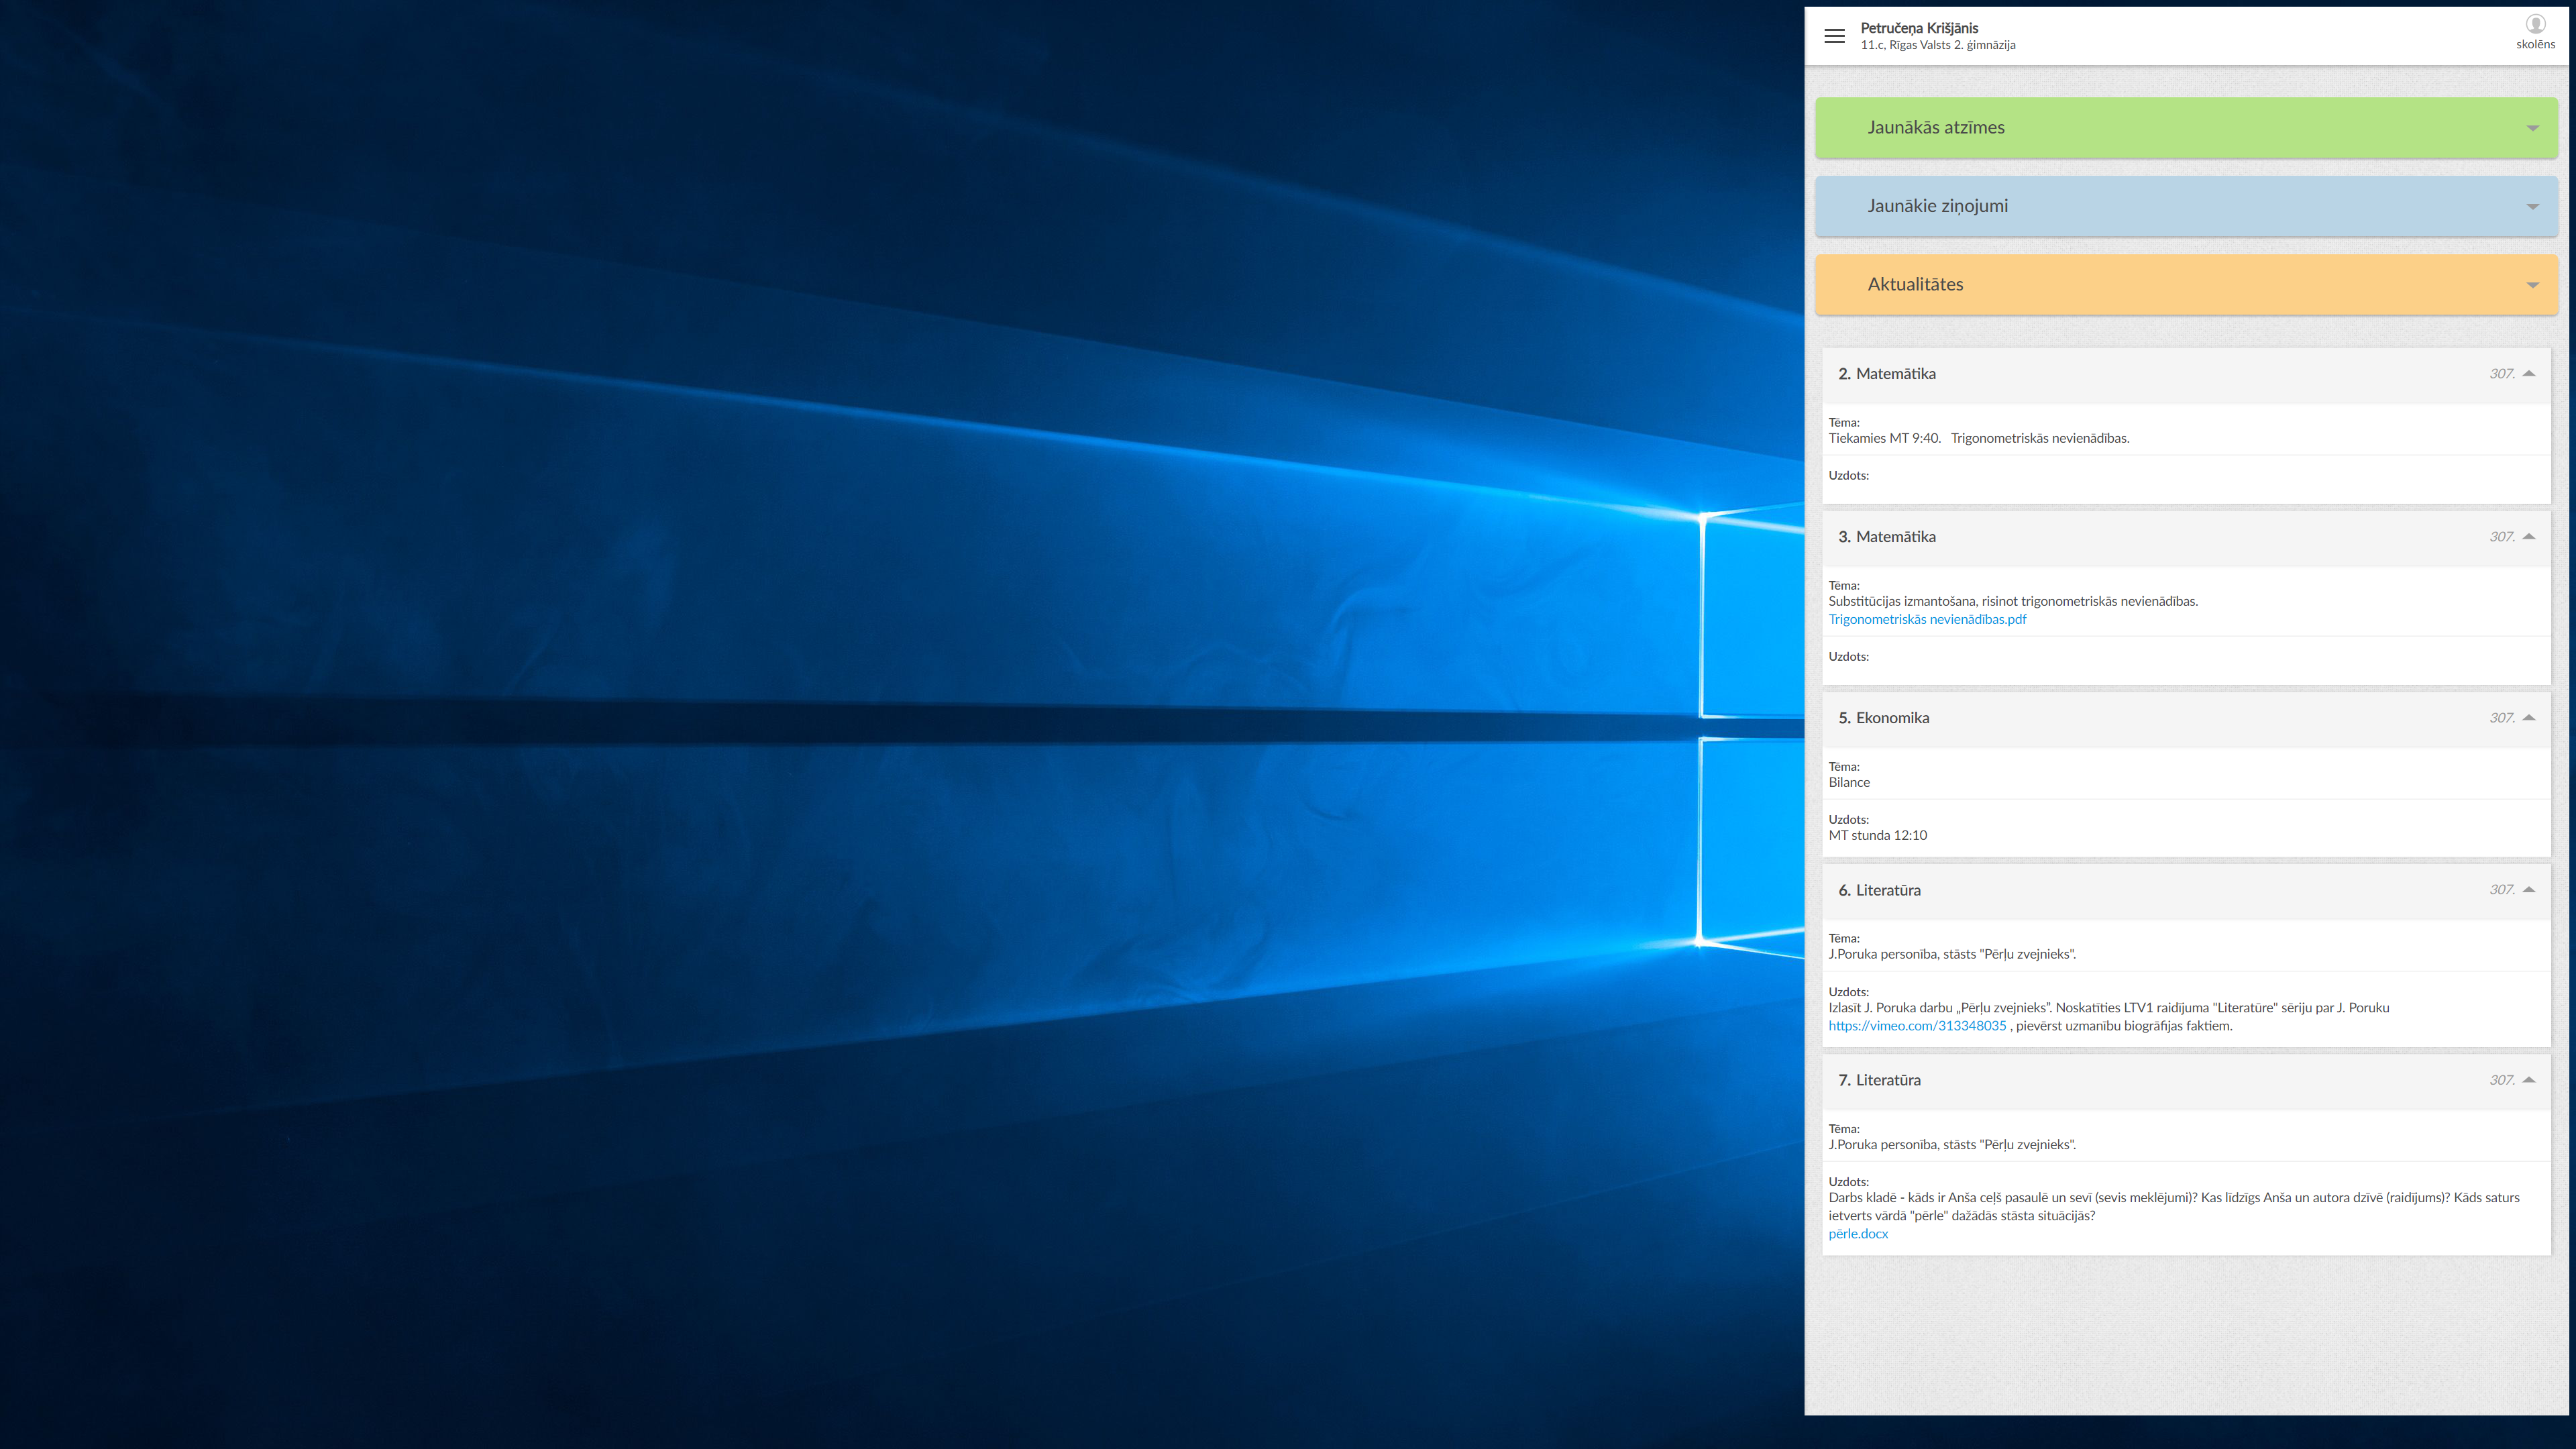 Petručeņa Krišjānis
11.c, Rīgas Valsts 2. ģimnāzija
skolēns
Jaunākās atzīmes
Jaunākie ziņojumi
Aktualitātes
2. Matemātika 307.
Tēma:
Tiekamies MT 9:40. Trigonometriskās nevienādības.
Uzdots:
3. Matemātika 307.
Tēma:
Substitūcijas izmantošana, risinot trigonometriskās nevienādības.
Trigonometriskās nevienādības.pdf
Uzdots:
5. Ekonomika 307.
Tēma:
Bilance
Uzdots:
MT stunda 12:10
6. Literatūra 307.
Tēma:
J.Poruka personība, stāsts "Pērļu zvejnieks".
Uzdots:
Izlasīt J. Poruka darbu „Pērļu zvejnieks”. Noskatīties LTV1 raidījuma "Literatūre" sēriju par J. Poruku
https://vimeo.com/313348035 , pievērst uzmanību biogrāfijas faktiem.
7. Literatūra 307.
Tēma:
J.Poruka personība, stāsts "Pērļu zvejnieks".
Uzdots:
Darbs kladē - kāds ir Anša ceļš pasaulē un sevī (sevis meklējumi)? Kas līdzīgs Anša un autora dzīvē (raidījums)? Kāds saturs
ietverts vārdā "pērle" dažādās stāsta situācijās?
pērle.docx